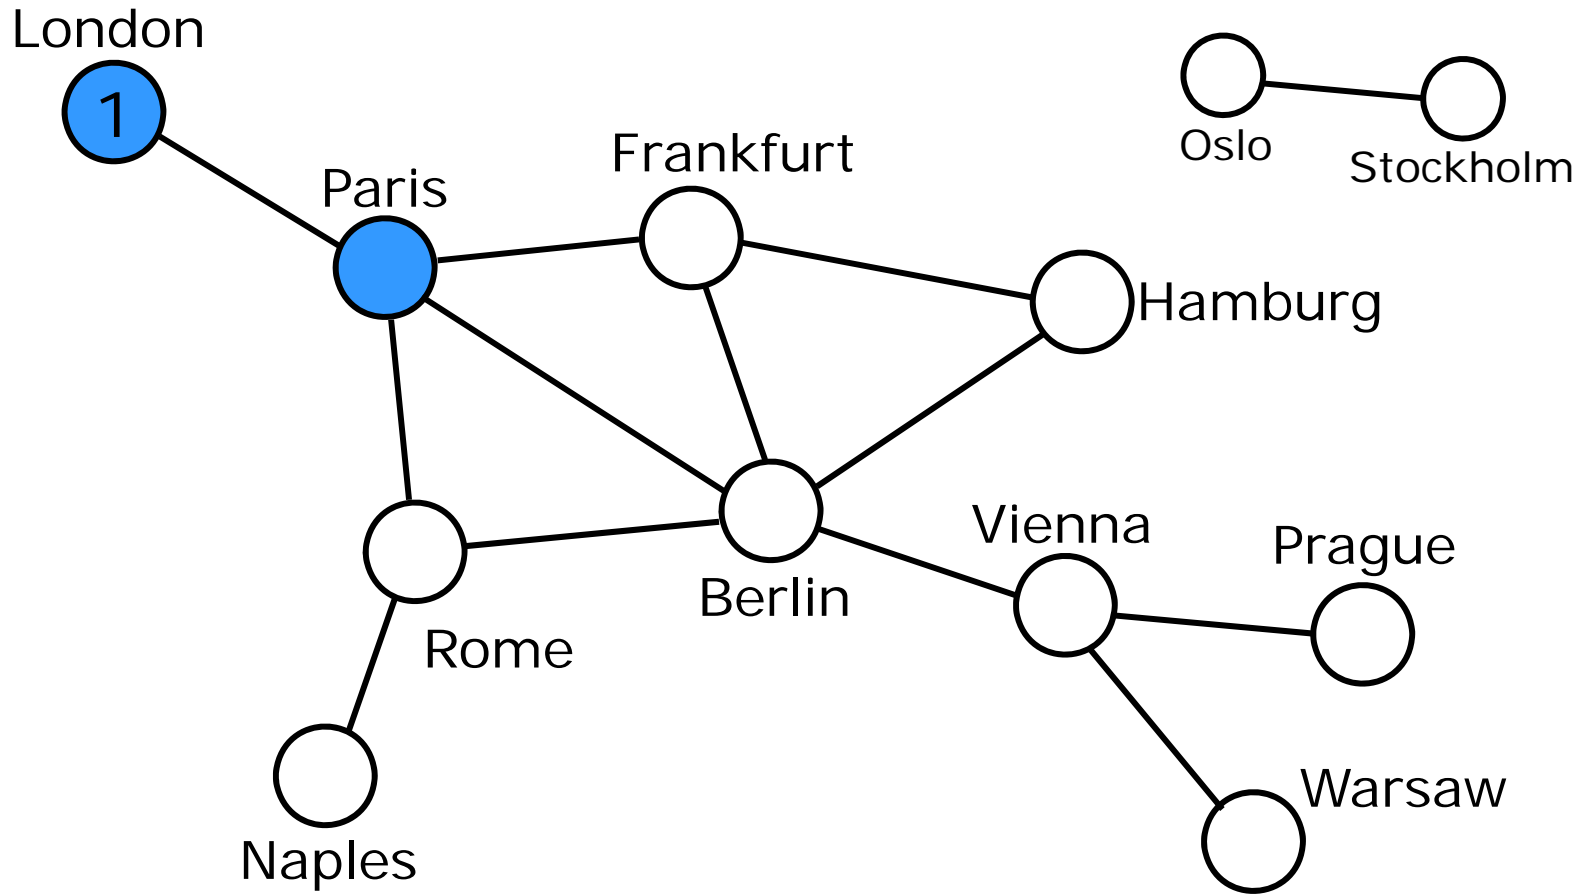 London
1
Oslo
Stockholm
Frankfurt
Paris
Hamburg
Vienna
Prague
Berlin
Rome
Warsaw
Naples